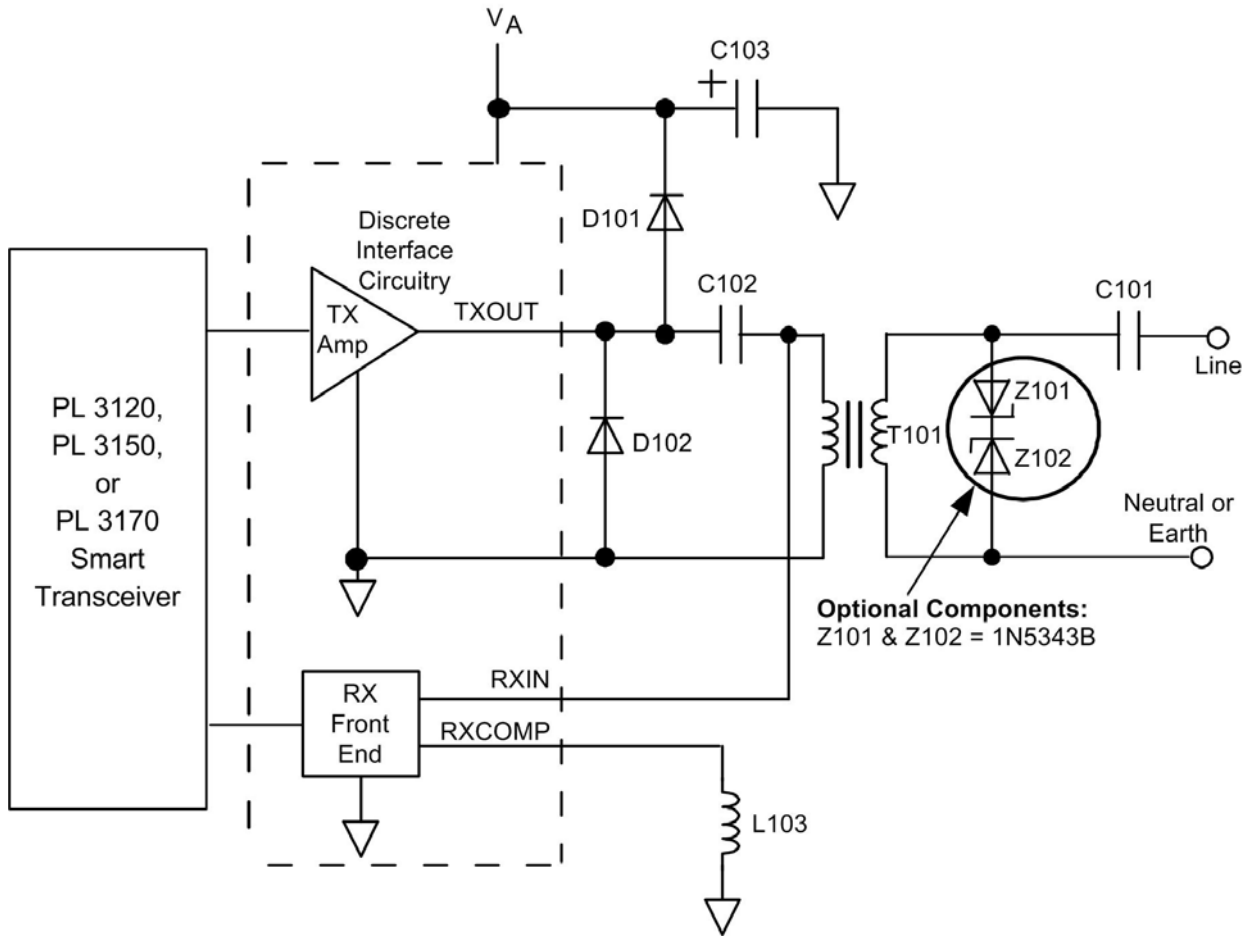 VA
C103
+
D101
Discrete
Interface
Circuitry
TX
Amp
TXOUT
C102
C101
Line
PL 3120,
PL 3150,
or
PL 3170
Smart
Transceiver
D102
T101
Z101
Z102
Neutral or
Earth
Optional Components:
Z101 & Z102 = 1N5343B
RX
Front
End
RXIN
RXCOMP
L103